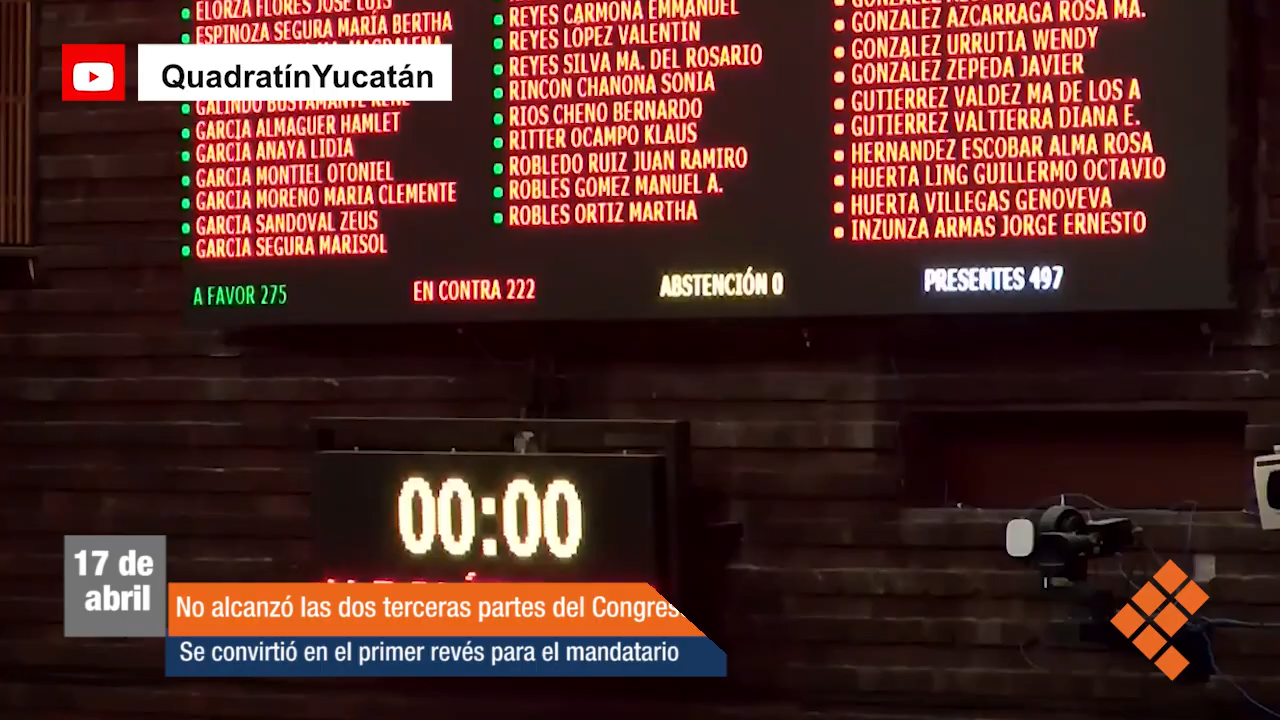 ELORZA FLORES JOSÉ LUIS
ESPINOZA SEGURA MARÍA BERTHA
MAGDALENA
QuadratínYucatán
GALINDO BUSTAMANTE RENE
GARCIA ALMAGUER HAMLET
GARCIA ANAYA LIDIA
GARCIA MONTIEL OTONIEL
GARCIA MORENO MARIA CLEMENTE
GARCIA SANDOVAL ZEUS
GARCIA SEGURA MARISOL
REYES CARMONA EMMANUEL
REYES LÓPEZ VALENTÍN
REYES SILVA MA. DEL ROSARIO
RINCON CHANONA SONIA
RIOS CHENO BERNARDO
RITTER OCAMPO KLAUS
ROBLEDO RUIZ JUAN RAMIRO
ROBLES GOMEZ MANUEL A.
ROBLES ORTIZ MARTHA
GONZALEZ AZCARRAGA ROSA MA.
GONZALEZ URRUTIA WENDY
GONZALEZ ZEPEDA JAVIER
GUTIERREZ VALDEZ MA DE LOS A
GUTIERREZ VALTIERRA DIANA E.
HERNANDEZ ESCOBAR ALMA ROSA
HUERTA LING GUILLERMO OCTAVIO
HUERTA VILLEGAS GENOVEVA
INZUNZA ARMAS JORGE ERNESTO
A FAVOR 275
EN CONTRA 222
ABSTENCIÓN 0
PRESENTES 497
00:00
17 de
abril
No alcanzó las dos terceras partes del Congres
Se convirtió en el primer revés para el mandatario